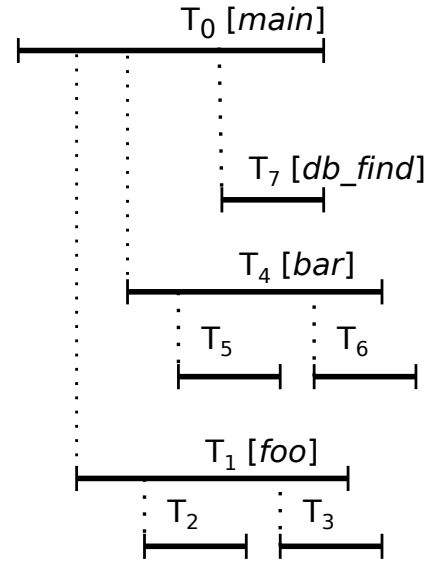 T₀ [main]
T₇ [db_find]
T₄ [bar]
T₅ T₆
T₁ [foo]
T₂ T₃